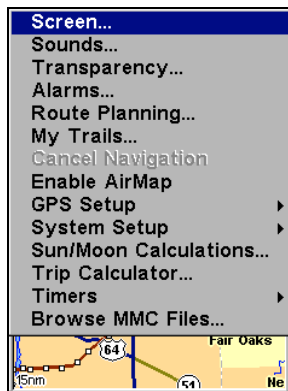 Screen...
Sounds...
Transparency...
Alarms...
Route Planning...
My Trails...
Cancel Navigation
Enable AirMap
GPS Setup
System Setup
Sun/Moon Calculations...
Trip Calculator...
Timers
Browse MMC Files...
Fair Oaks
64
15nm
51
Ne